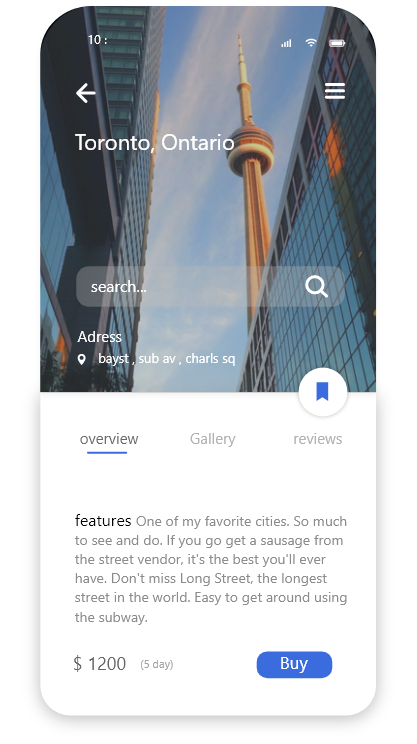 10 :
Toronto, Ontario
search...
Adress
bayst , sub av , charls sq
overview
Gallery
reviews
features One of my favorite cities. So much
to see and do. If you go get a sausage from
the street vendor, it's the best you'll ever
have. Don't miss Long Street, the longest
street in the world. Easy to get around using
the subway.
$ 1200 (5 day)
Buy